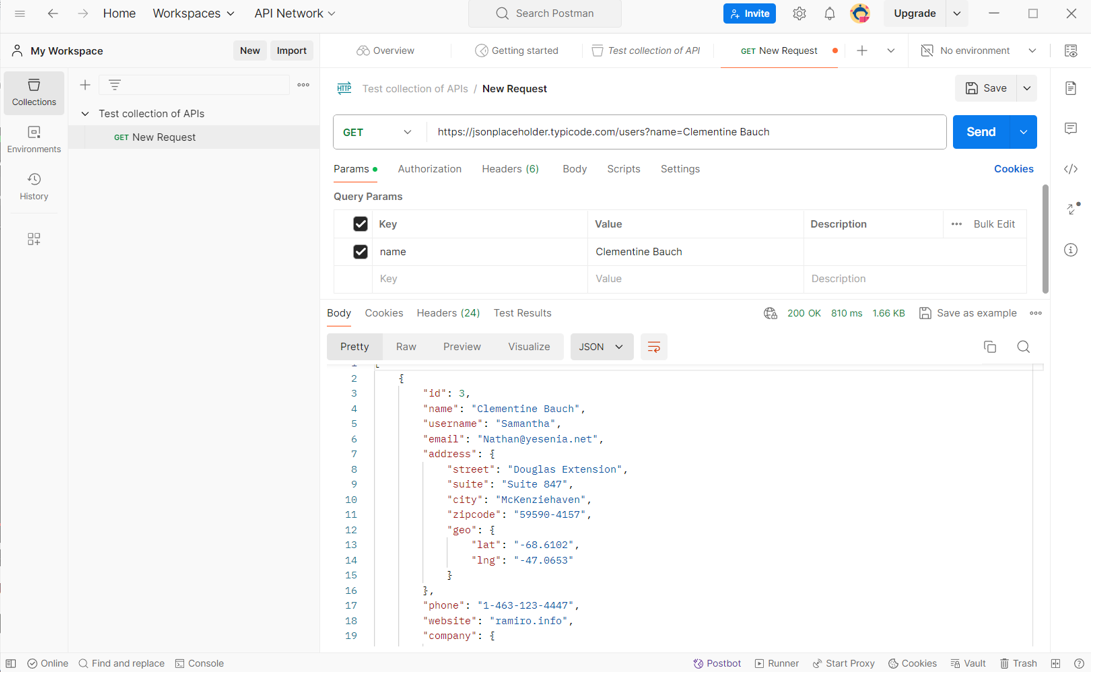 Home Workspaces API Network Search Postman Invite Upgrade
My Workspace New Import Overview Getting started Test collection of API GET New Request No environment
Collections
Environments
History
Test collection of APIs
GET New Request
HTTP Test collection of APIs / New Request Save
GET https://jsonplaceholder.typicode.com/users?name=Clementine Bauch Send
Params Authorization Headers (6) Body Scripts Settings Cookies
Query Params
Key Value Description ••• Bulk Edit
name Clementine Bauch
Key Value Description
Body Cookies Headers (24) Test Results 200 OK 810 ms 1.66 KB Save as example
Pretty Raw Preview Visualize JSON
2 {
3 "id": 3,
4 "name": "Clementine Bauch",
5 "username": "Samantha",
6 "email": "Nathan@yesenia.net",
7 "address": {
8 "street": "Douglas Extension",
9 "suite": "Suite 847",
10 "city": "McKenziehaven",
11 "zipcode": "59590-4157",
12 "geo": {
13 "lat": "-68.6102",
14 "lng": "-47.0653"
15 }
16 },
17 "phone": "1-463-123-4447",
18 "website": "ramiro.info",
19 "company": {
Online Find and replace Console Postbot Runner Start Proxy Cookies Vault Trash